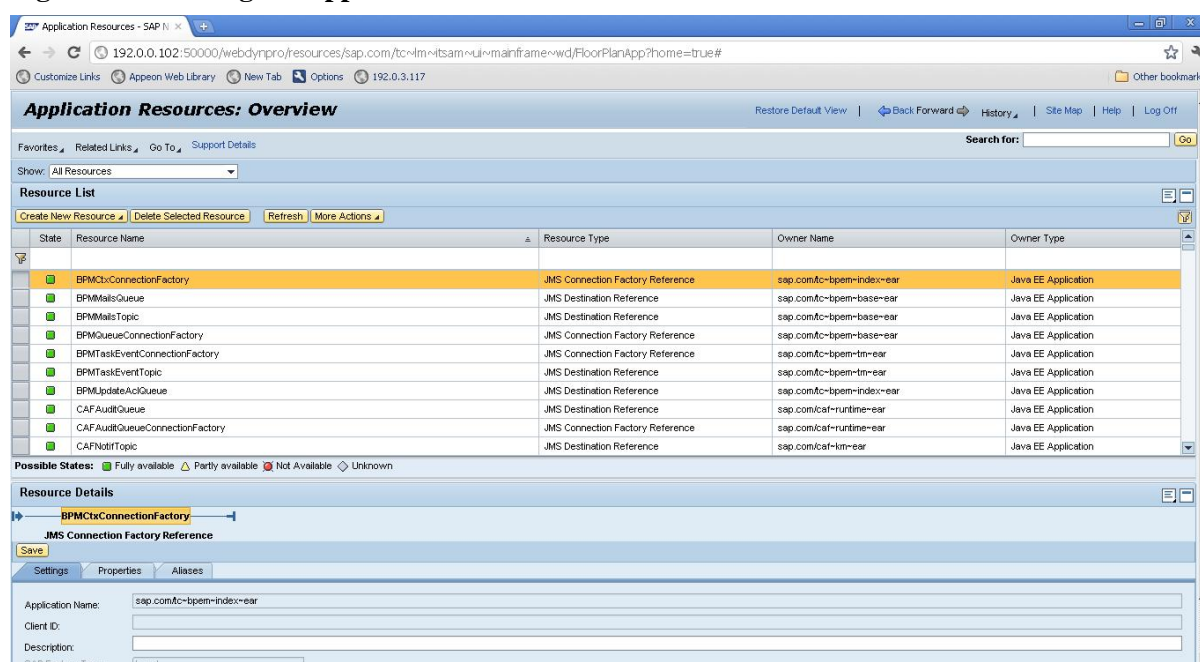 Application Resources - SAP N
192.0.0.102:50000/webdynpro/resources/sap.com/tc~lm~itsam~ui~mainframe~wd/FloorPlanApp?home=true#
Customize Links Appeon Web Library New Tab Options 192.0.3.117 Other bookmark
Application Resources: Overview
Restore Default View | Back Forward History | Site Map | Help | Log Off
Favorites Related Links Go To Support Details Search for: Go
Show: All Resources
Resource List
Create New Resource Delete Selected Resource Refresh More Actions
State Resource Name Resource Type Owner Name Owner Type
BPMCtxConnectionFactory JMS Connection Factory Reference sap.com/tc~bpem~index~ear Java EE Application
BPMMailsQueue JMS Destination Reference sap.com/tc~bpem~base~ear Java EE Application
BPMMailsTopic JMS Destination Reference sap.com/tc~bpem~base~ear Java EE Application
BPMQueueConnectionFactory JMS Connection Factory Reference sap.com/tc~bpem~base~ear Java EE Application
BPMTaskEventConnectionFactory JMS Connection Factory Reference sap.com/tc~bpem~tm~ear Java EE Application
BPMTaskEventTopic JMS Destination Reference sap.com/tc~bpem~tm~ear Java EE Application
BPMUpdateAclQueue JMS Destination Reference sap.com/tc~bpem~index~ear Java EE Application
CAFAuditQueue JMS Destination Reference sap.com/caf~runtime~ear Java EE Application
CAFAuditQueueConnectionFactory JMS Connection Factory Reference sap.com/caf~runtime~ear Java EE Application
CAFNotifTopic JMS Destination Reference sap.com/caf~km~ear Java EE Application
Possible States: Fully available Partly available Not Available Unknown
Resource Details
BPMCtxConnectionFactory
JMS Connection Factory Reference
Save
Settings Properties Aliases
Application Name: sap.com/tc~bpem~index~ear
Client ID:
Description: